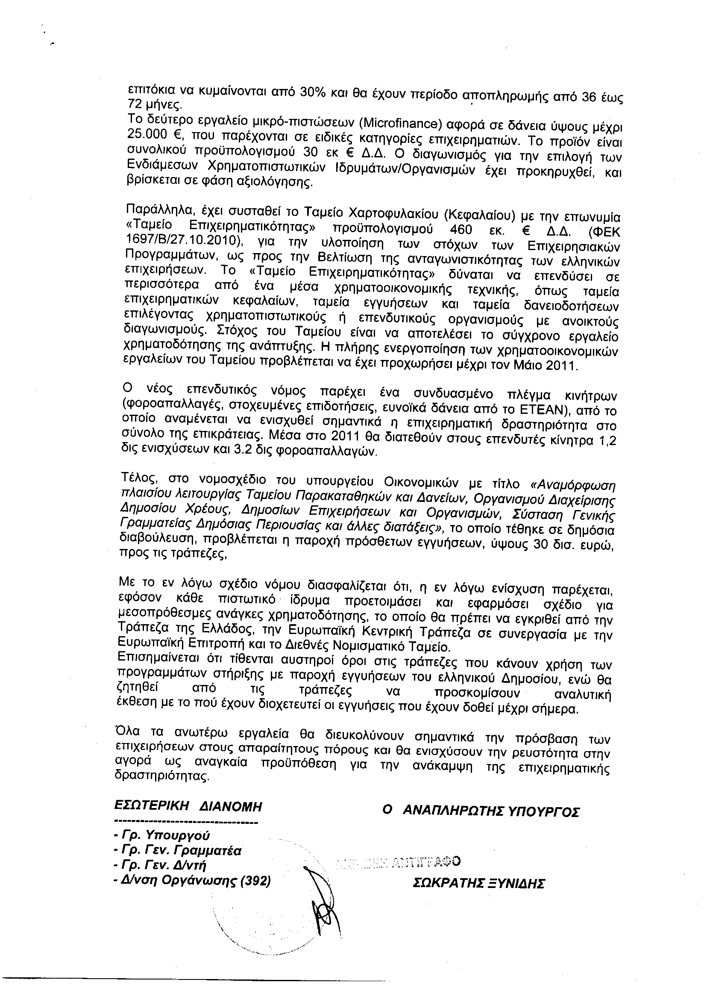 επιτόκια να κυμαίνονται από 30% και θα έχουν περίοδο αποπληρωμής από 36 έως
72 μήνες.
Το δεύτερο εργαλείο μικρό-πιστώσεων (Microfinance) αφορά σε δάνεια ύψους μέχρι
25.000 €, που παρέχονται σε ειδικές κατηγορίες επιχειρηματιών. Το προϊόν είναι
συνολικού προϋπολογισμού 30 εκ € Δ.Δ. Ο διαγωνισμός για την επιλογή των
Ενδιάμεσων Χρηματοπιστωτικών Ιδρυμάτων/Οργανισμών έχει προκηρυχθεί, και
βρίσκεται σε φάση αξιολόγησης.
Παράλληλα, έχει συσταθεί το Ταμείο Χαρτοφυλακίου (Κεφαλαίου) με την επωνυμία
«Ταμείο Επιχειρηματικότητας» προϋπολογισμού 460 εκ. € Δ.Δ. (ΦΕΚ
1697/Β/27.10.2010), για την υλοποίηση των στόχων των Επιχειρησιακών
Προγραμμάτων, ως προς την Βελτίωση της ανταγωνιστικότητας των ελληνικών
επιχειρήσεων. Το «Ταμείο Επιχειρηματικότητας» δύναται να επενδύσει σε
περισσότερα από ένα μέσα χρηματοοικονομικής τεχνικής, όπως ταμεία
επιχειρηματικών κεφαλαίων, ταμεία εγγυήσεων και ταμεία δανειοδοτήσεων
επιλέγοντας χρηματοπιστωτικούς ή επενδυτικούς οργανισμούς με ανοικτούς
διαγωνισμούς. Στόχος του Ταμείου είναι να αποτελέσει το σύγχρονο εργαλείο
χρηματοδότησης της ανάπτυξης. Η πλήρης ενεργοποίηση των χρηματοοικονομικών
εργαλείων του Ταμείου προβλέπεται να έχει προχωρήσει μέχρι τον Μάιο 2011.
Ο νέος επενδυτικός νόμος παρέχει ένα συνδυασμένο πλέγμα κινήτρων
(φοροαπαλλαγές, στοχευμένες επιδοτήσεις, ευνοϊκά δάνεια από το ΕΤΕΑΝ), από το
οποίο αναμένεται να ενισχυθεί σημαντικά η επιχειρηματική δραστηριότητα στο
σύνολο της επικράτειας. Μέσα στο 2011 θα διατεθούν στους επενδυτές κίνητρα 1,2
δις ενισχύσεων και 3.2 δις φοροαπαλλαγών.
Τέλος, στο νομοσχέδιο του υπουργείου Οικονομικών με τίτλο «Αναμόρφωση
πλαισίου λειτουργίας Ταμείου Παρακαταθηκών και Δανείων, Οργανισμού Διαχείρισης
Δημοσίου Χρέους, Δημοσίων Επιχειρήσεων και Οργανισμών, Σύσταση Γενικής
Γραμματείας Δημόσιας Περιουσίας και άλλες διατάξεις», το οποίο τέθηκε σε δημόσια
διαβούλευση, προβλέπεται η παροχή πρόσθετων εγγυήσεων, ύψους 30 δισ. ευρώ,
προς τις τράπεζες,
Με το εν λόγω σχέδιο νόμου διασφαλίζεται ότι, η εν λόγω ενίσχυση παρέχεται,
εφόσον κάθε πιστωτικό ίδρυμα προετοιμάσει και εφαρμόσει σχέδιο για
μεσοπρόθεσμες ανάγκες χρηματοδότησης, το οποίο θα πρέπει να εγκριθεί από την
Τράπεζα της Ελλάδος, την Ευρωπαϊκή Κεντρική Τράπεζα σε συνεργασία με την
Ευρωπαϊκή Επιτροπή και το Διεθνές Νομισματικό Ταμείο.
Επισημαίνεται ότι τίθενται αυστηροί όροι στις τράπεζες που κάνουν χρήση των
προγραμμάτων στήριξης με παροχή εγγυήσεων του ελληνικού Δημοσίου, ενώ θα
ζητηθεί από τις τράπεζες να προσκομίσουν αναλυτική
έκθεση με το πού έχουν διοχετευτεί οι εγγυήσεις που έχουν δοθεί μέχρι σήμερα.
Όλα τα ανωτέρω εργαλεία θα διευκολύνουν σημαντικά την πρόσβαση των
επιχειρήσεων στους απαραίτητους πόρους και θα ενισχύσουν την ρευστότητα στην
αγορά ως αναγκαία προϋπόθεση για την ανάκαμψη της επιχειρηματικής
δραστηριότητας.
ΕΣΩΤΕΡΙΚΗ ΔΙΑΝΟΜΗ
Ο ΑΝΑΠΛΗΡΩΤΗΣ ΥΠΟΥΡΓΟΣ
- Γρ. Υπουργού
- Γρ. Γεν. Γραμματέα
- Γρ. Γεν. Δ/ντή
- Δ/νση Οργάνωσης (392)
ΑΝΤΙΓΡΑΦΟ
ΣΩΚΡΑΤΗΣ ΞΥΝΙΔΗΣ